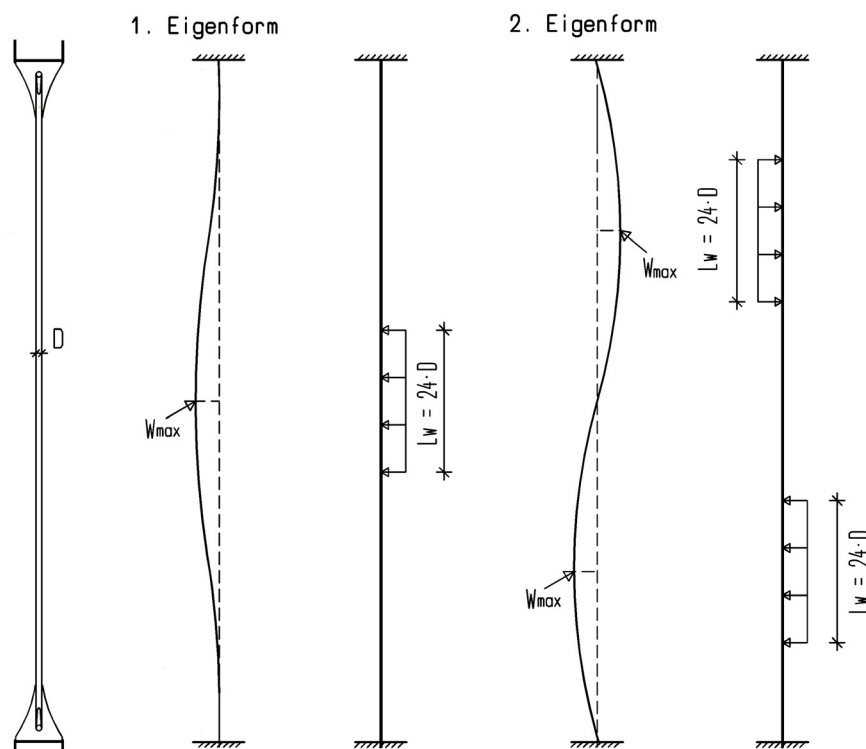 1. Eigenform
2. Eigenform
D
Wmax
Lw = 24·D
Wmax
Wmax
Lw = 24·D
Lw = 24·D